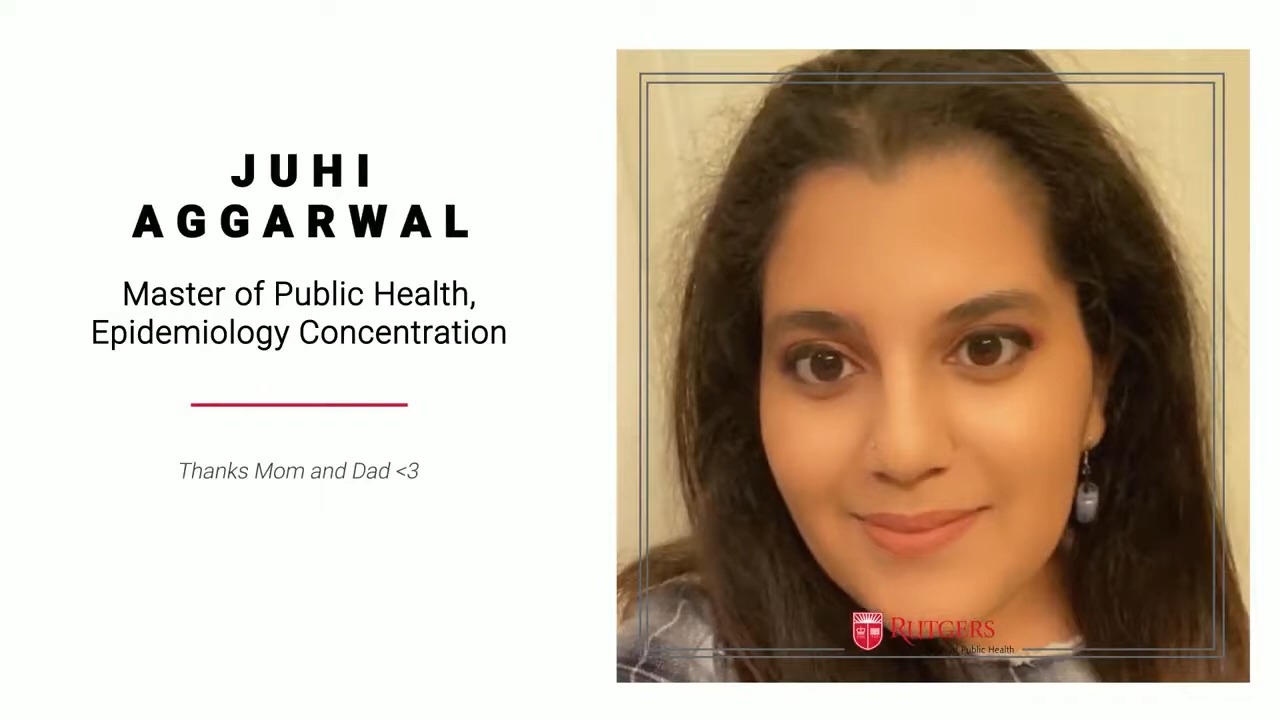 JUHI
AGGARWAL
Master of Public Health,
Epidemiology Concentration
Thanks Mom and Dad <3
RUTGERS
Public Health